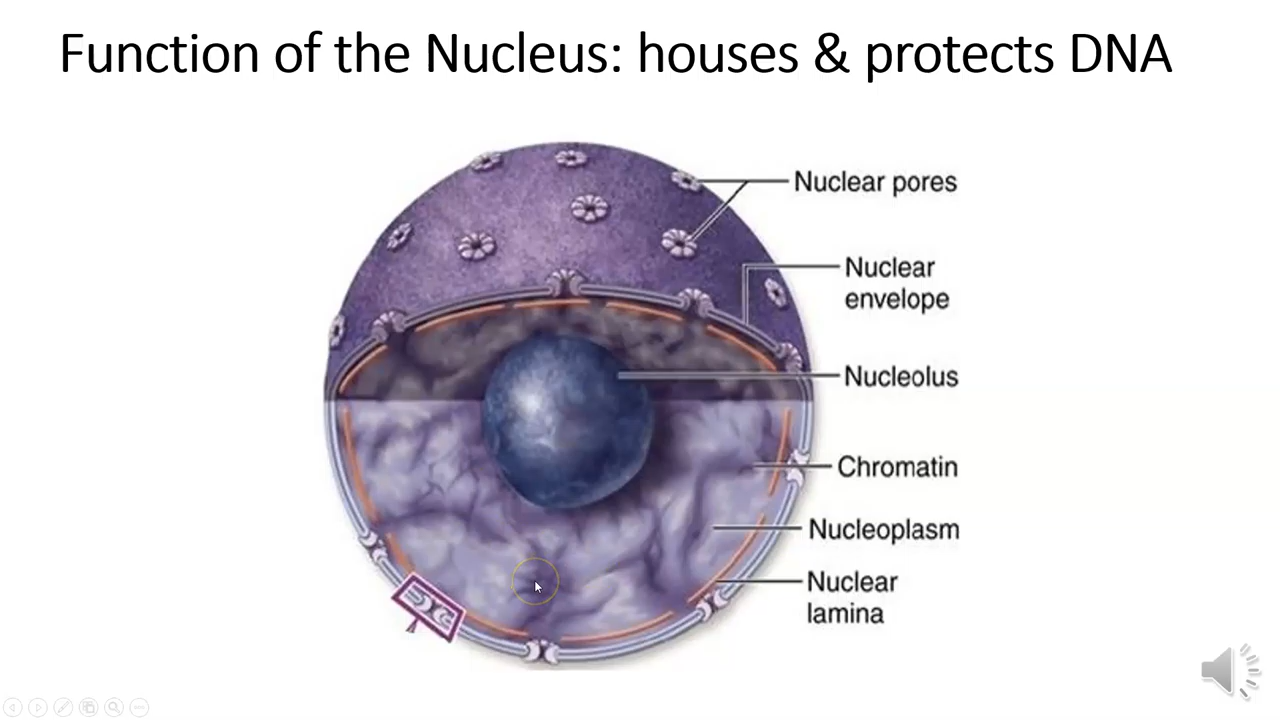 Function of the Nucleus: houses & protects DNA
Nuclear pores
Nuclear
envelope
Nucleolus
Chromatin
Nucleoplasm
Nuclear
lamina